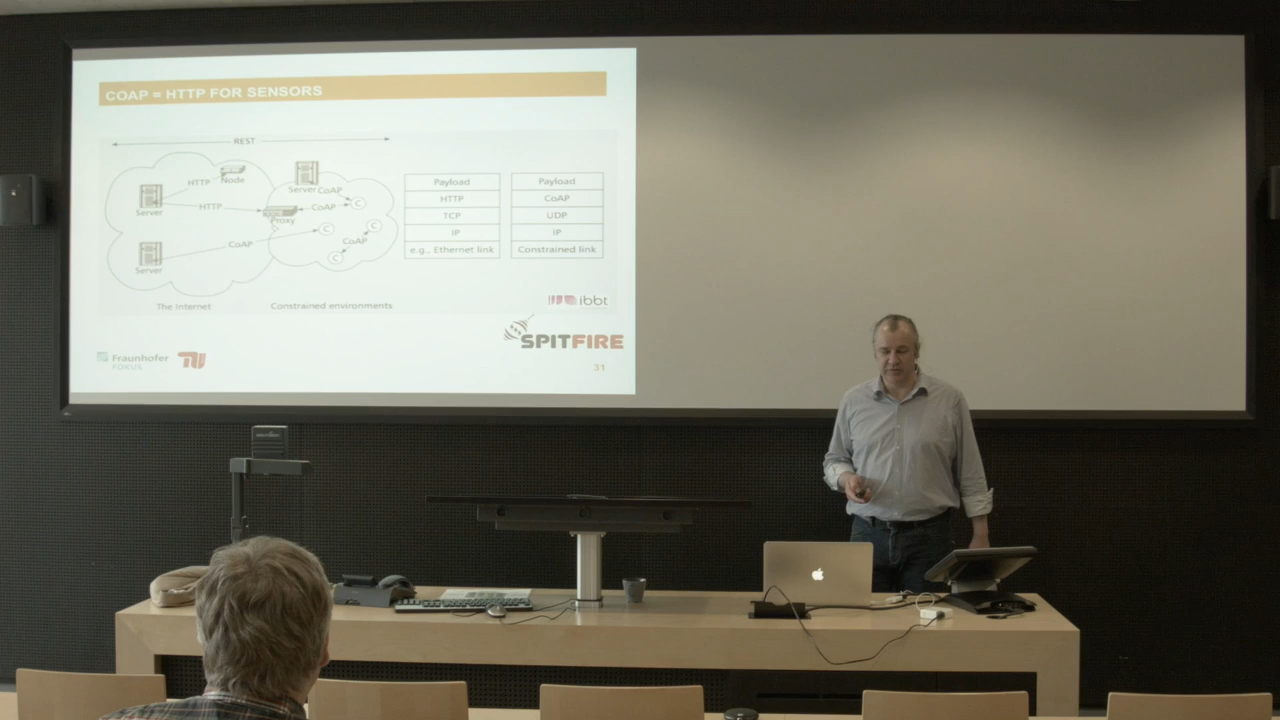 COAP = HTTP FOR SENSORS
REST
HTTP
Node
Server
HTTP
Server
CoAP
CoAP
Proxy
CoAP
CoAP
Server
The Internet
Constrained environments
Payload
HTTP
TCP
IP
e.g., Ethernet link
Payload
CoAP
UDP
IP
Constrained link
C
C
C
C
ibbt
SPITFIRE
Fraunhofer
FOKUS
31